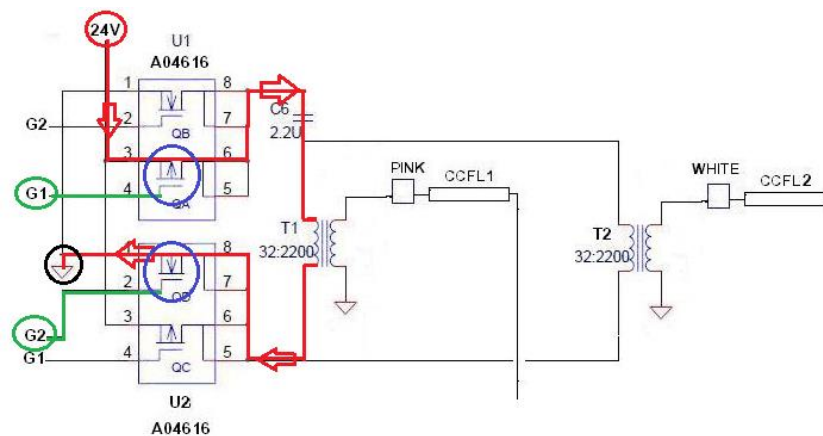 24V
U1
A04616
1 8
G2 2 7
QB
C6
2.2U
3 6
G1 4 5
QA
PINK
CCFL1
WHITE
CCFL2
T1
32:2200
T2
32:2200
1 8
2 7
QD
G2
3 6
G1 4 5
QC
U2
A04616